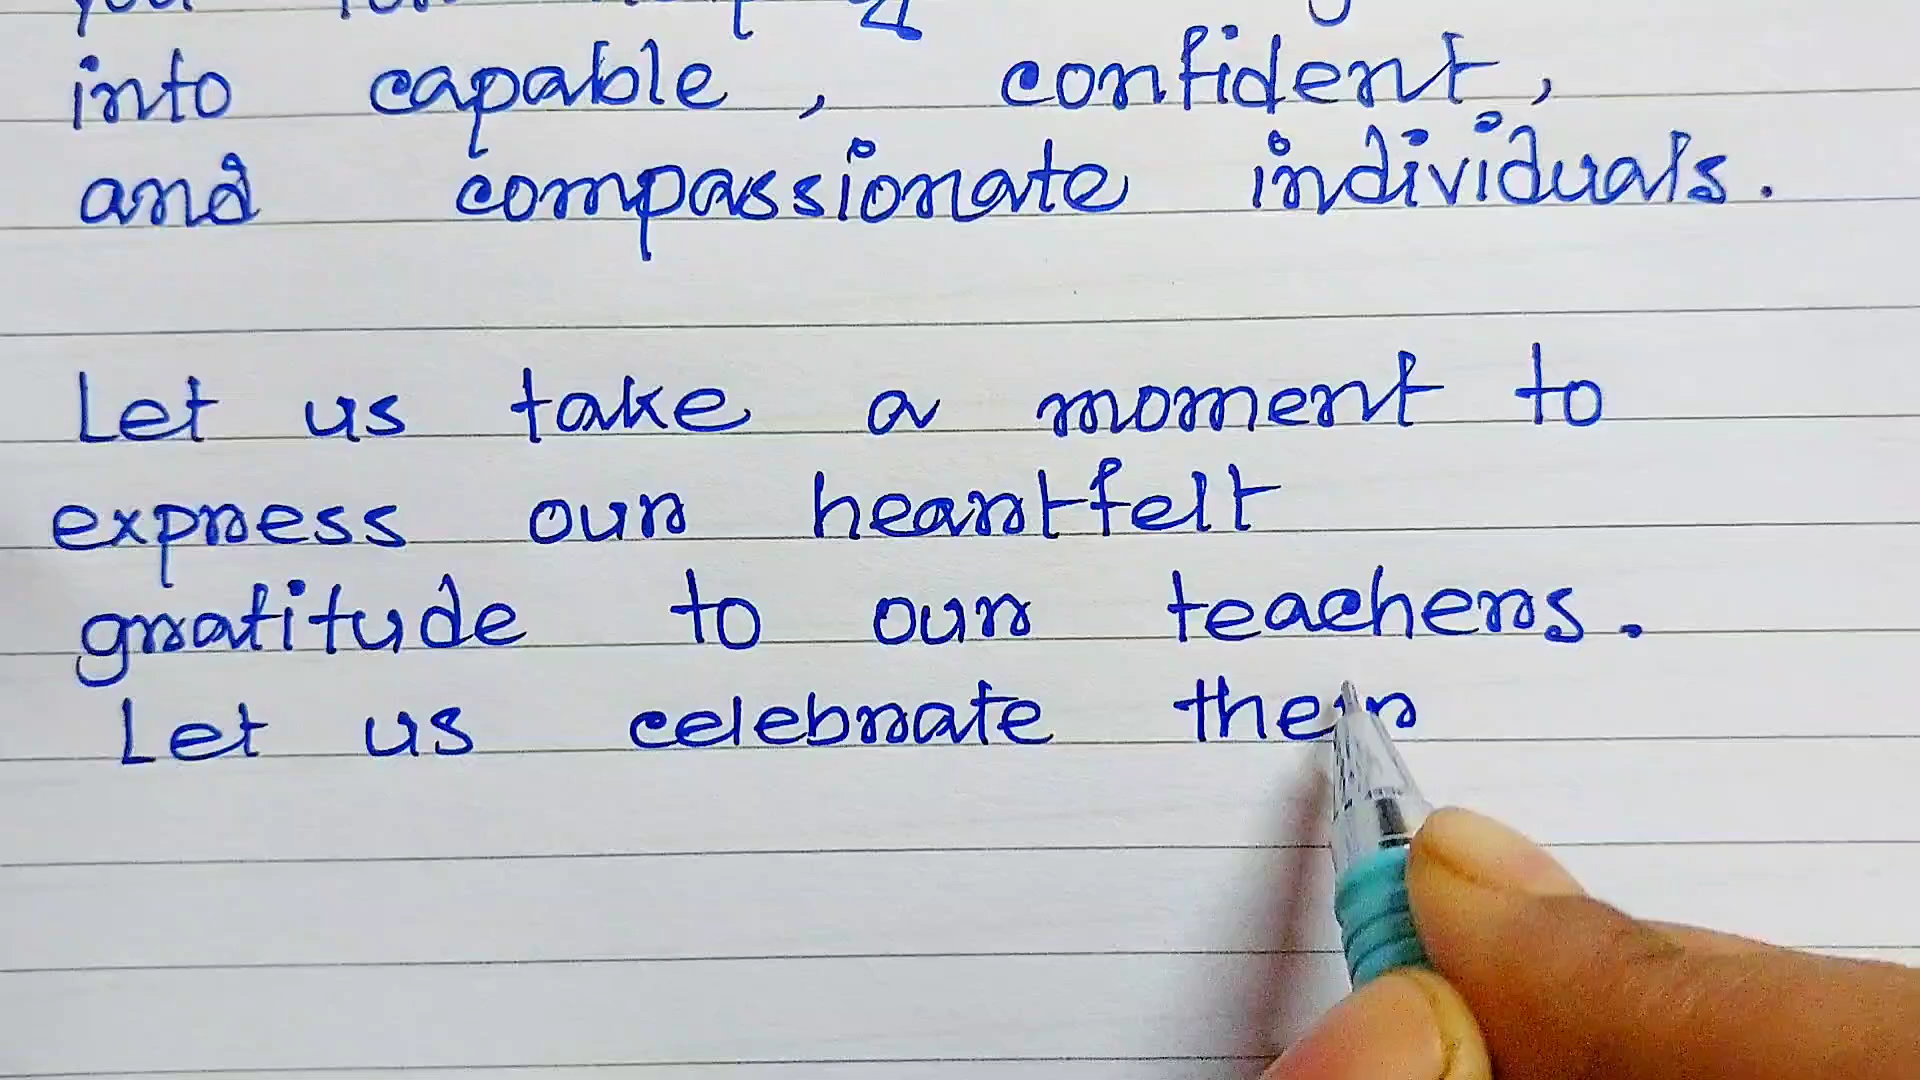 into capable, confident,
and compassionate individuals.
Let us take a moment to
express our heartfelt
gratitude to our teachers.
Let us celebrate their